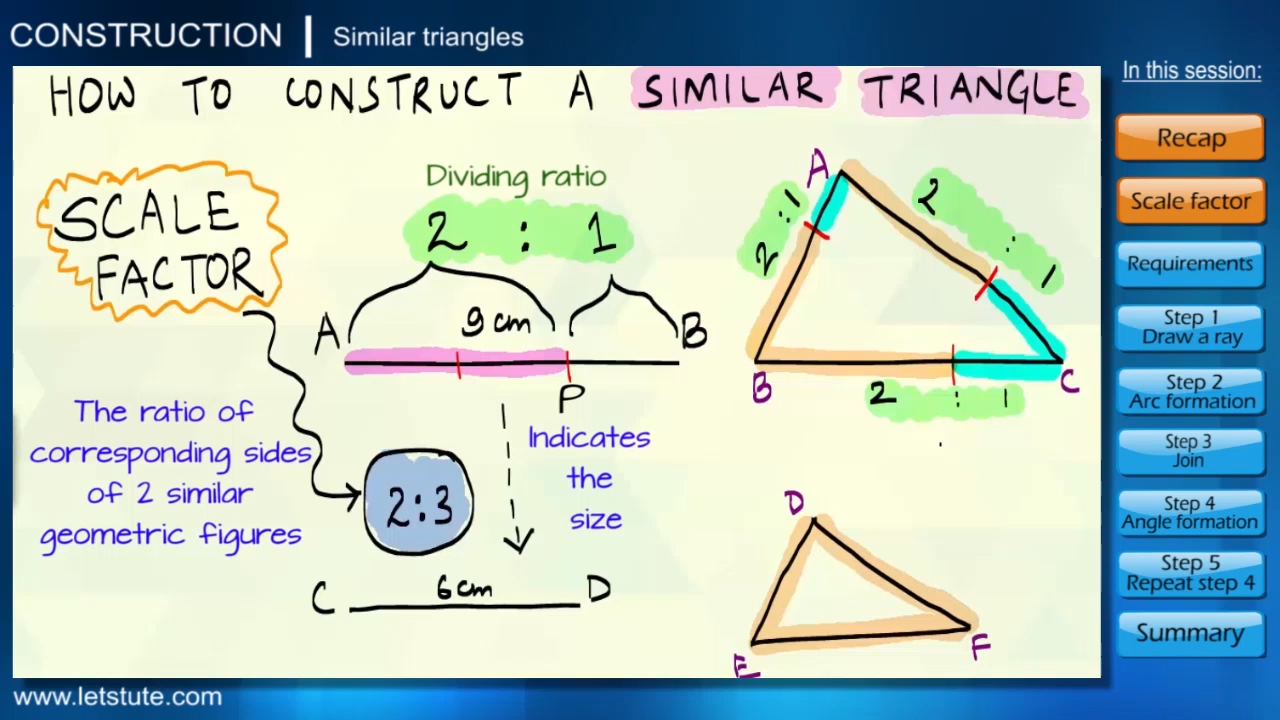 CONSTRUCTION | Similar triangles
HOW TO CONSTRUCT A SIMILAR TRIANGLE
SCALE
FACTOR
The ratio of
corresponding sides
of 2 similar
geometric figures
Dividing ratio
2 : 1
9 cm
A
B
P
2:3
Indicates
the
size
C
6 cm
D
A
2 : 1
2 : 1
B
C
2 : 1
D
E
F
In this session:
Recap
Scale factor
Requirements
Step 1
Draw a ray
Step 2
Arc formation
Step 3
Join
Step 4
Angle formation
Step 5
Repeat step 4
Summary
www.letstute.com